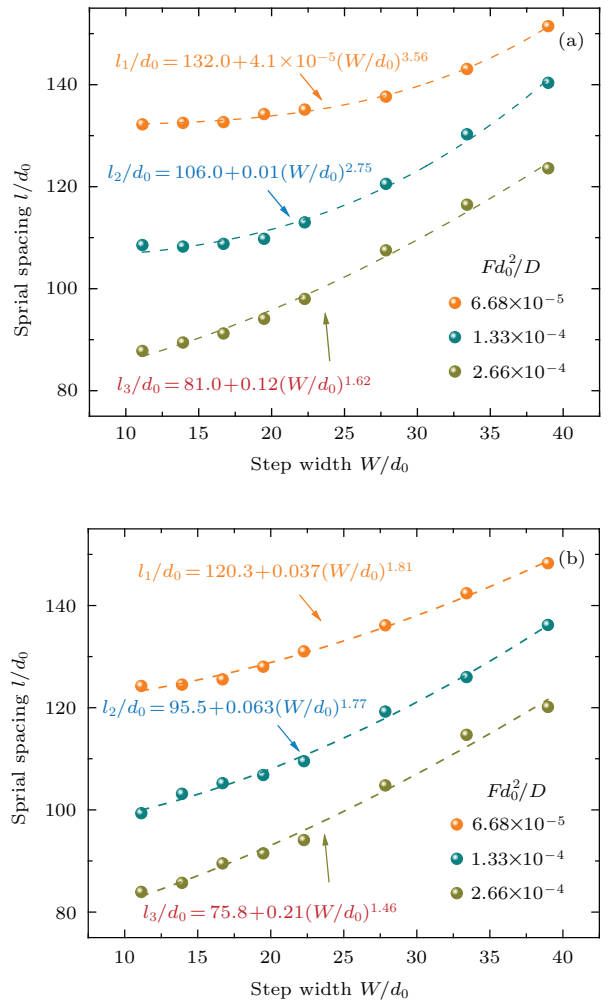 (a)
l₁/d₀ = 132.0+4.1×10⁻⁵(W/d₀)³·⁵⁶
l₂/d₀ = 106.0+0.01(W/d₀)²·⁷⁵
l₃/d₀ = 81.0+0.12(W/d₀)¹·⁶²
Fd₀²/D
6.68×10⁻⁵
1.33×10⁻⁴
2.66×10⁻⁴
Sprial spacing l/d₀
140
120
100
80
10 15 20 25 30 35 40
Step width W/d₀
(b)
l₁/d₀ = 120.3+0.037(W/d₀)¹·⁸¹
l₂/d₀ = 95.5+0.063(W/d₀)¹·⁷⁷
l₃/d₀ = 75.8+0.21(W/d₀)¹·⁴⁶
Fd₀²/D
6.68×10⁻⁵
1.33×10⁻⁴
2.66×10⁻⁴
Sprial spacing l/d₀
140
120
100
80
10 15 20 25 30 35 40
Step width W/d₀